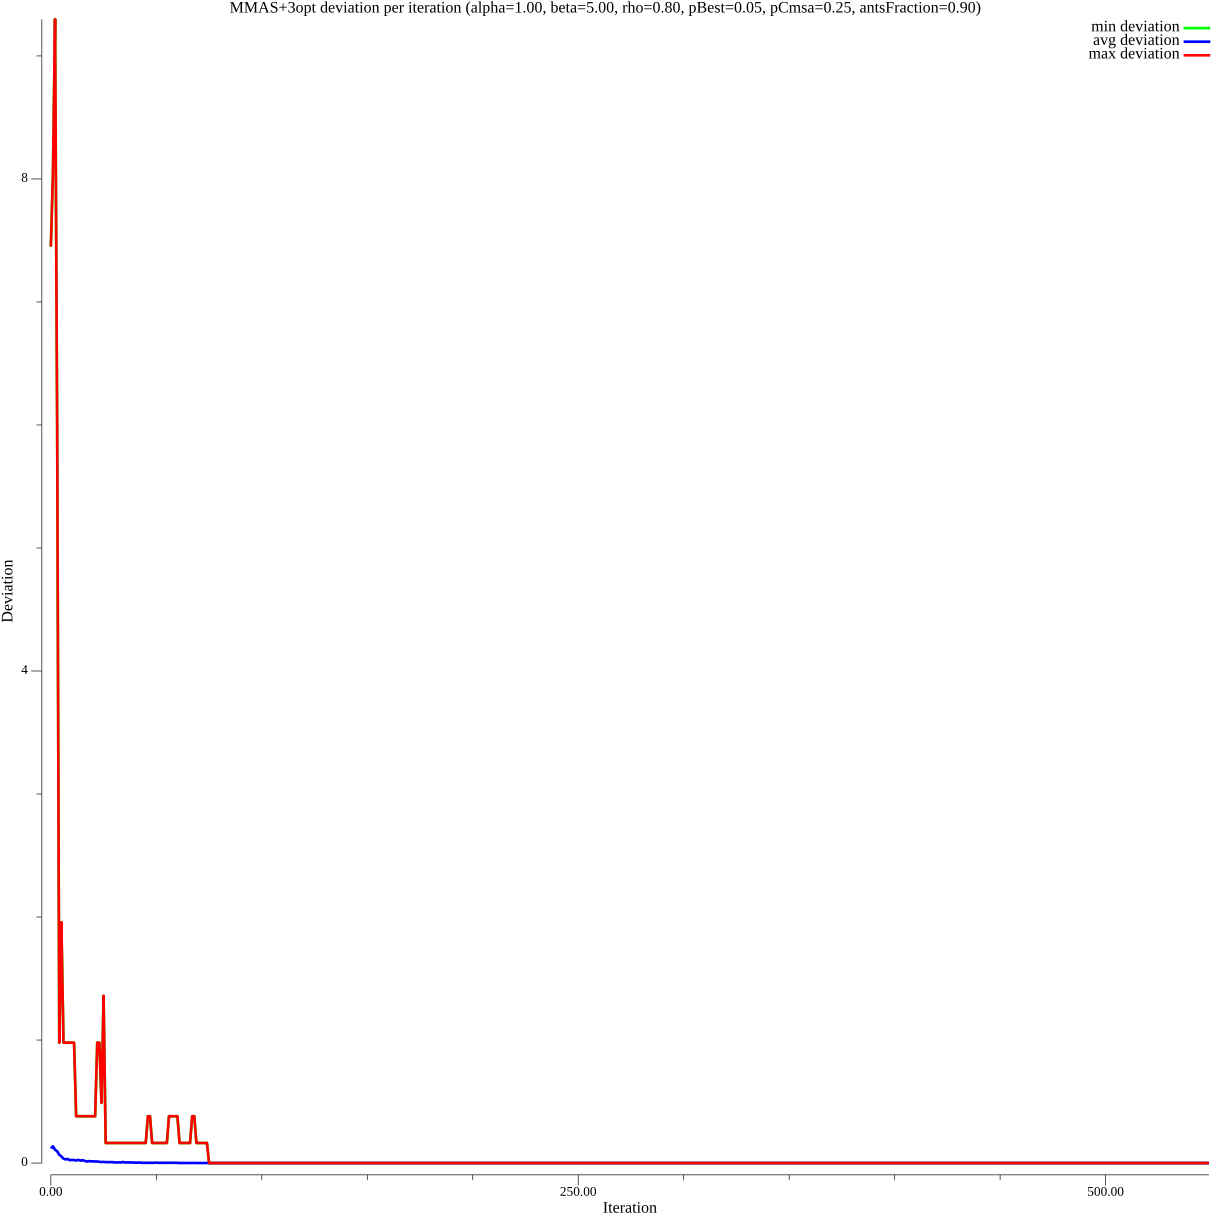 MMAS+3opt deviation per iteration (alpha=1.00, beta=5.00, rho=0.80, pBest=0.05, pCmsa=0.25, antsFraction=0.90)
min deviation
avg deviation
max deviation
8
4
0
Deviation
0.00
250.00
500.00
Iteration